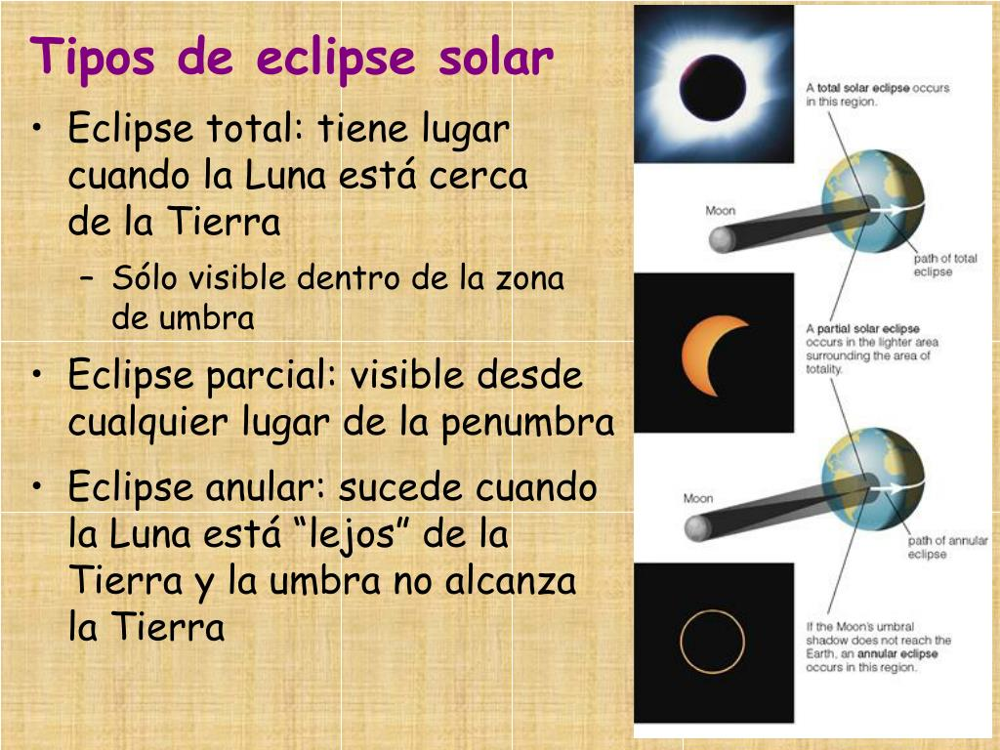 Tipos de eclipse solar
• Eclipse total: tiene lugar
cuando la Luna está cerca
de la Tierra
– Sólo visible dentro de la zona
de umbra
• Eclipse parcial: visible desde
cualquier lugar de la penumbra
• Eclipse anular: sucede cuando
la Luna está “lejos” de la
Tierra y la umbra no alcanza
la Tierra
A total solar eclipse occurs
in this region.
Moon
path of total
eclipse
A partial solar eclipse
occurs in the lighter area
surrounding the area of
totality.
Moon
path of annular
eclipse
If the Moon's umbral
shadow does not reach the
Earth, an annular eclipse
occurs in this region.